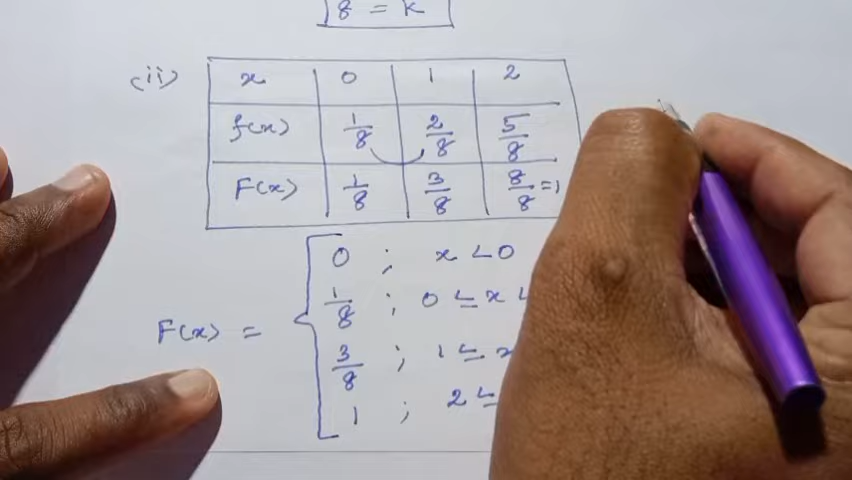 8 = K
(ii) x 0 1 2
f(x) 1/8 2/8 5/8
F(x) 1/8 3/8 8/8 = 1
0 ; x < 0
1/8 ; 0 ≤ x <
F(x) =
3/8 ; 1 ≤ x
1 ; 2 ≤